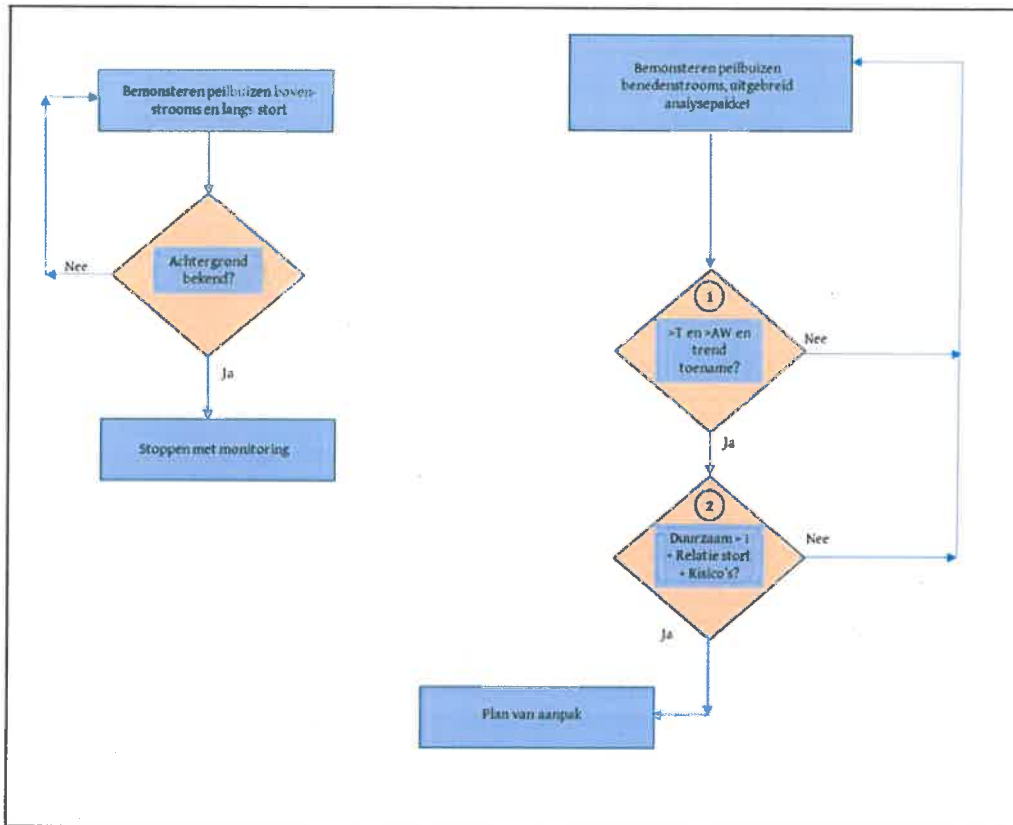 Bemonsteren peilbuizen boven-
strooms en langs stort
Nee
Achtergrond
bekend?
Ja
Stoppen met monitoring
Bemonsteren peilbuizen
benedenstrooms, uitgebreid
analysepakket
1
>T en >AW en
trend
toename?
Nee
Ja
2
Duurzaam > I
+ Relatie stort
+ Risico's?
Nee
Ja
Plan van aanpak